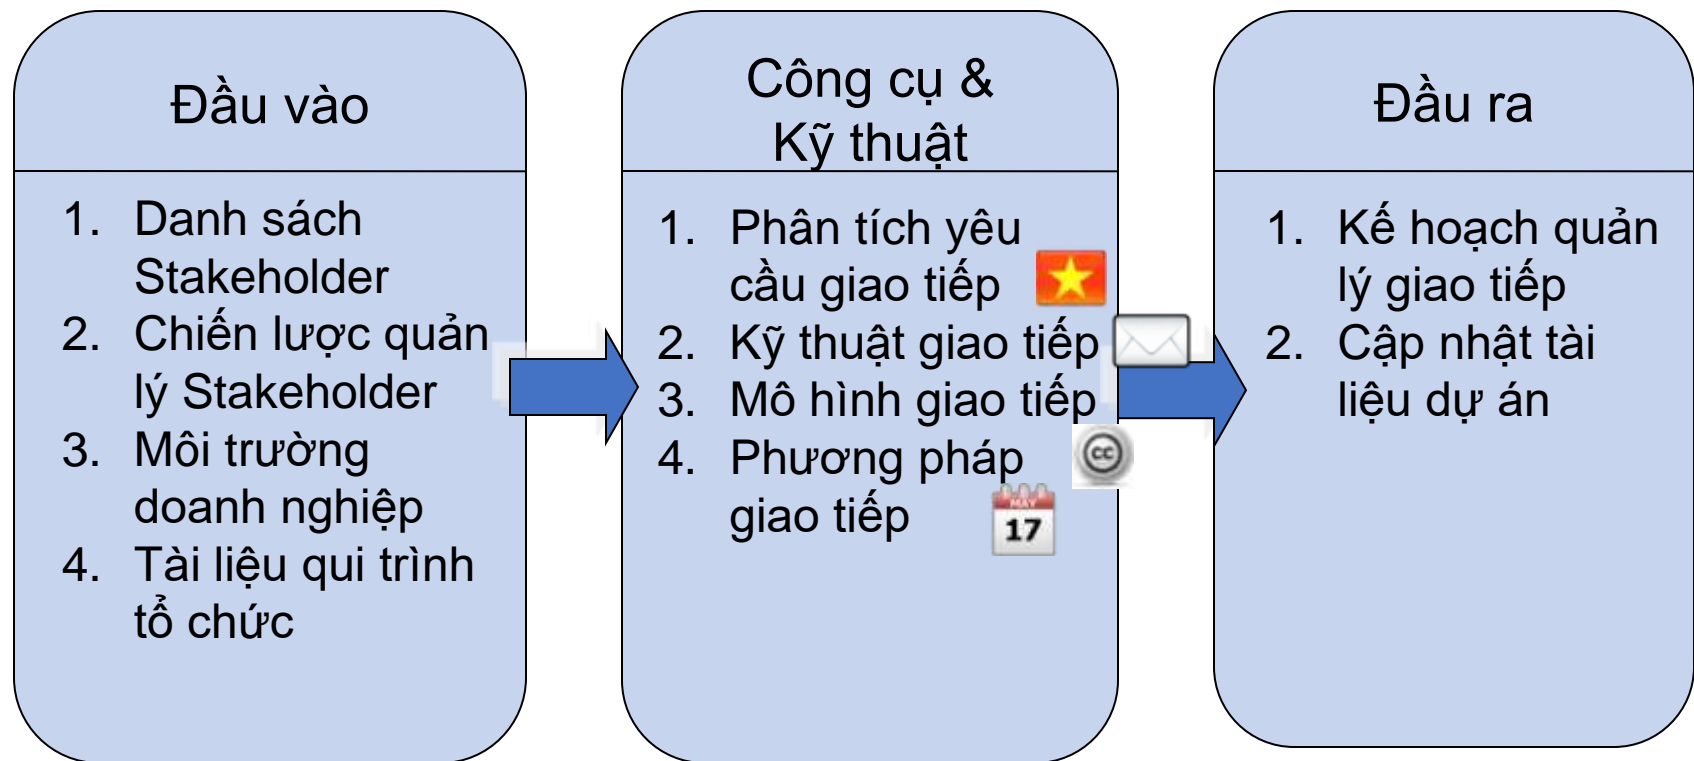 Đầu vào
1. Danh sách
Stakeholder
2. Chiến lược quản
lý Stakeholder
3. Môi trường
doanh nghiệp
4. Tài liệu qui trình
tổ chức
Công cụ &
Kỹ thuật
1. Phân tích yêu
cầu giao tiếp
2. Kỹ thuật giao tiếp
3. Mô hình giao tiếp
4. Phương pháp
giao tiếp
cc
MAY
17
Đầu ra
1. Kế hoạch quản
lý giao tiếp
2. Cập nhật tài
liệu dự án